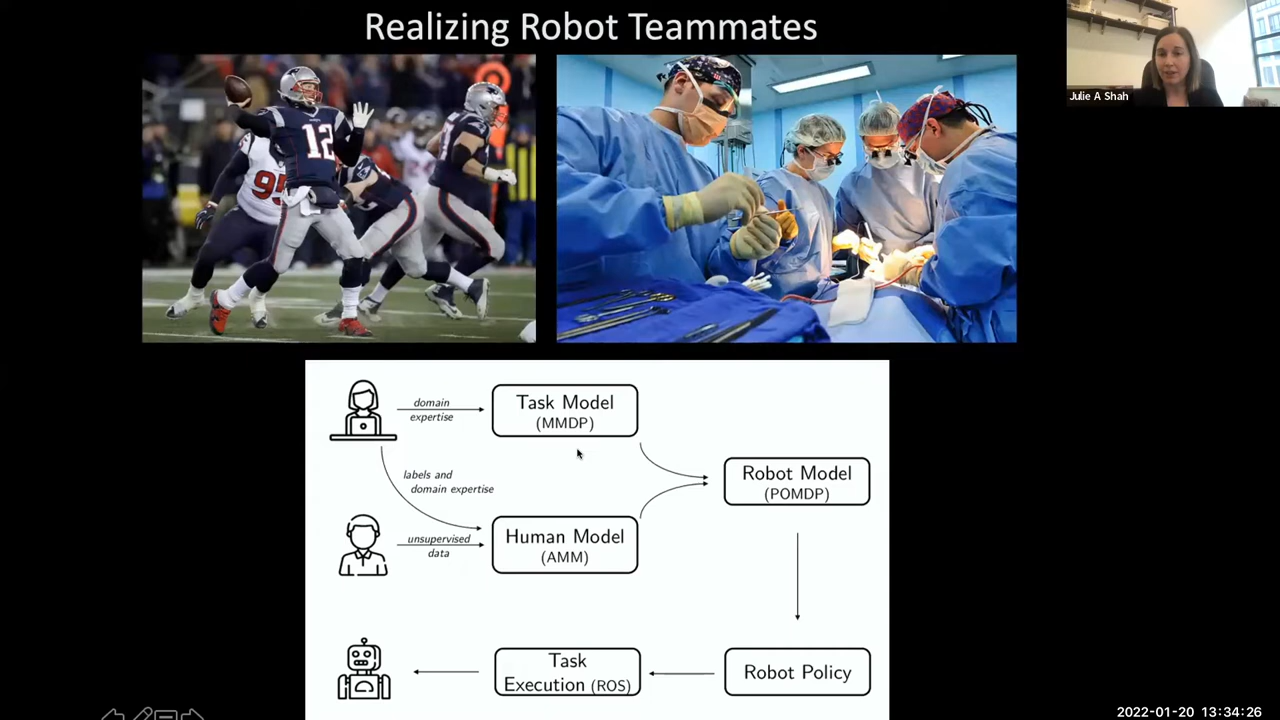 Realizing Robot Teammates
Julie A Shah
12
95
domain
expertise
Task Model
(MMDP)
labels and
domain expertise
Robot Model
(POMDP)
unsupervised
data
Human Model
(AMM)
Task
Execution (ROS)
Robot Policy
2022-01-20 13:34:26